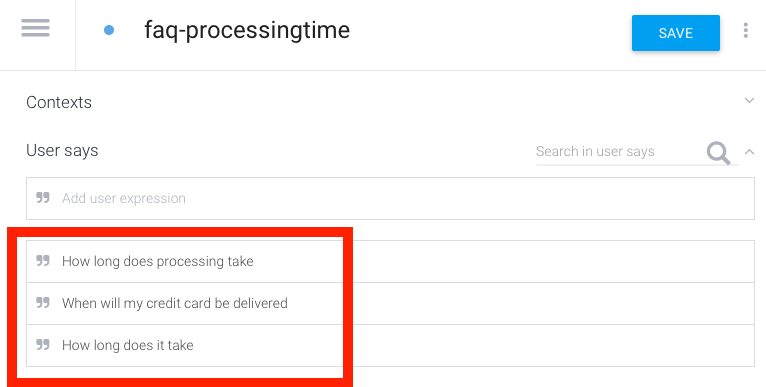 faq-processingtime
SAVE
Contexts
User says
Search in user says
Add user expression
How long does processing take
When will my credit card be delivered
How long does it take